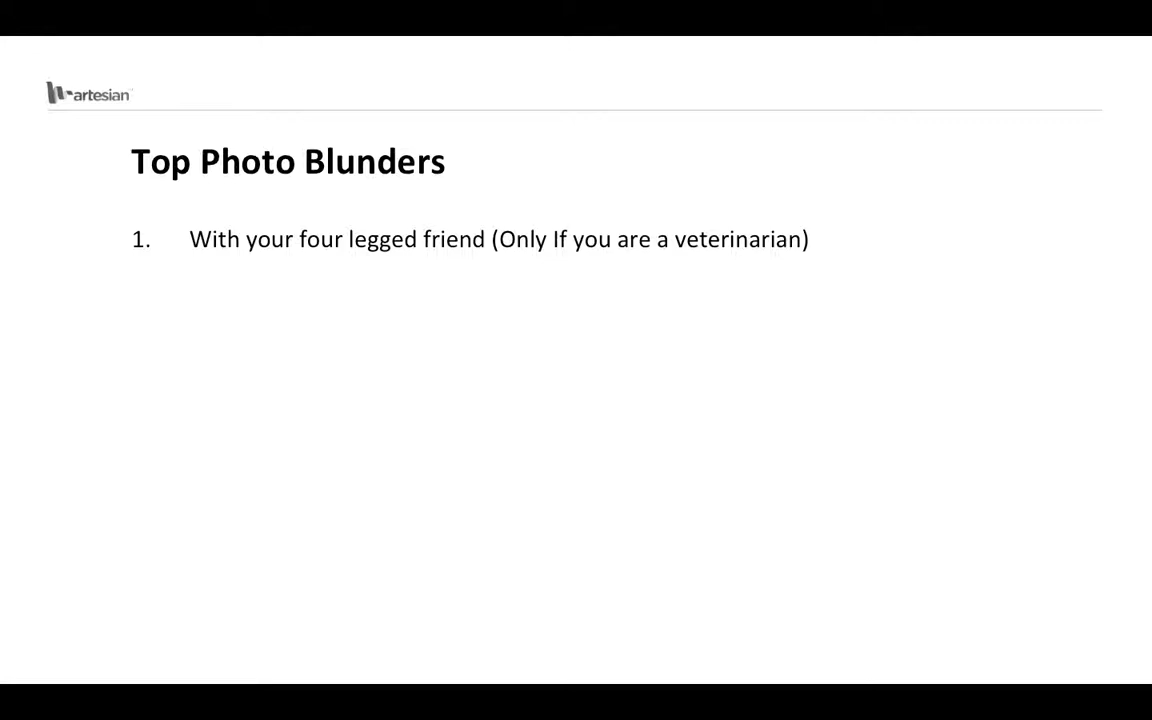 artesian
Top Photo Blunders
1. With your four legged friend (Only If you are a veterinarian)